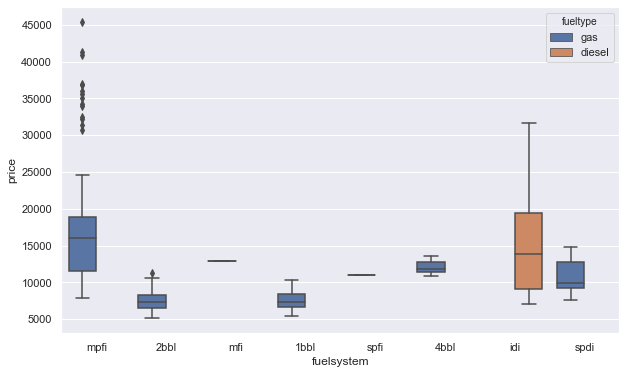 fueltype
gas
diesel
45000
40000
35000
30000
25000
20000
15000
10000
5000
price
mpfi 2bbl mfi 1bbl spfi 4bbl idi spdi
fuelsystem